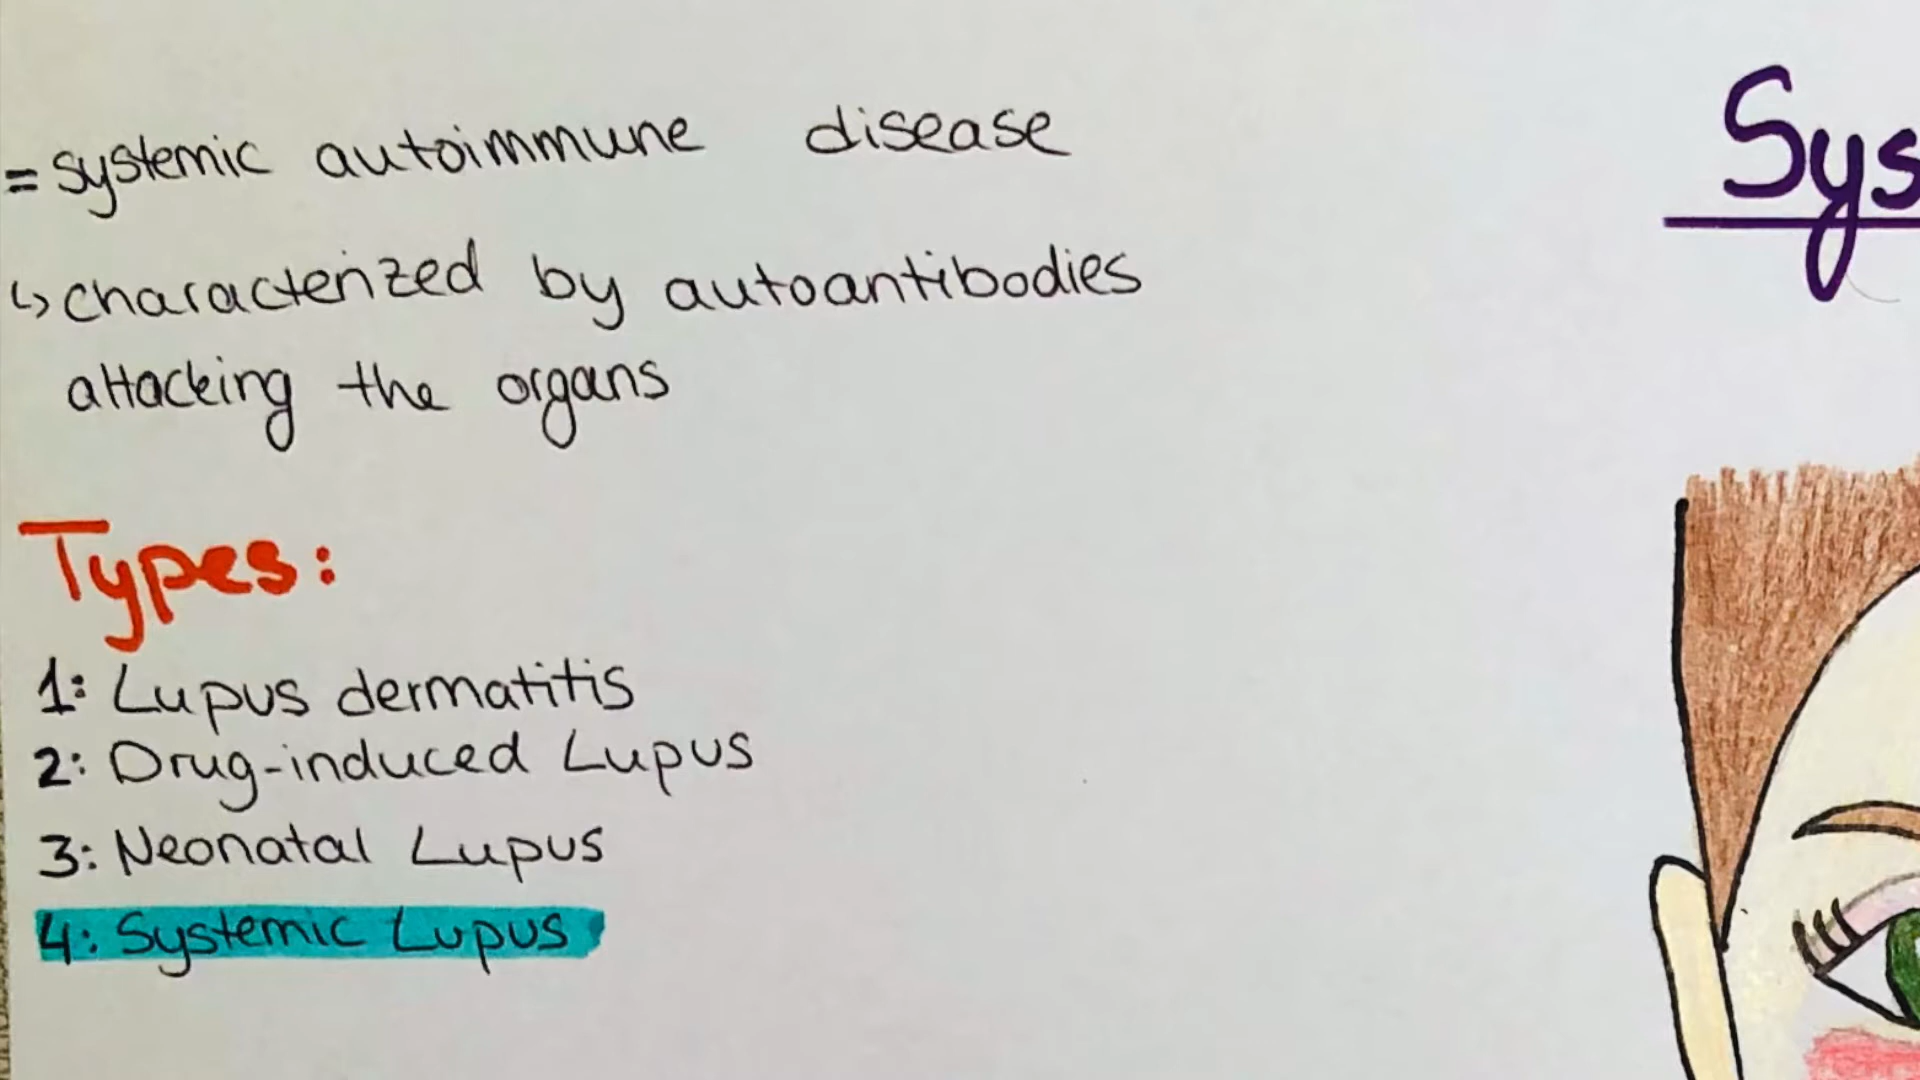 = systemic autoimmune disease
↳ characterized by autoantibodies
attacking the organs
Types:
1: Lupus dermatitis
2: Drug-induced Lupus
3: Neonatal Lupus
4: Systemic Lupus
Sys